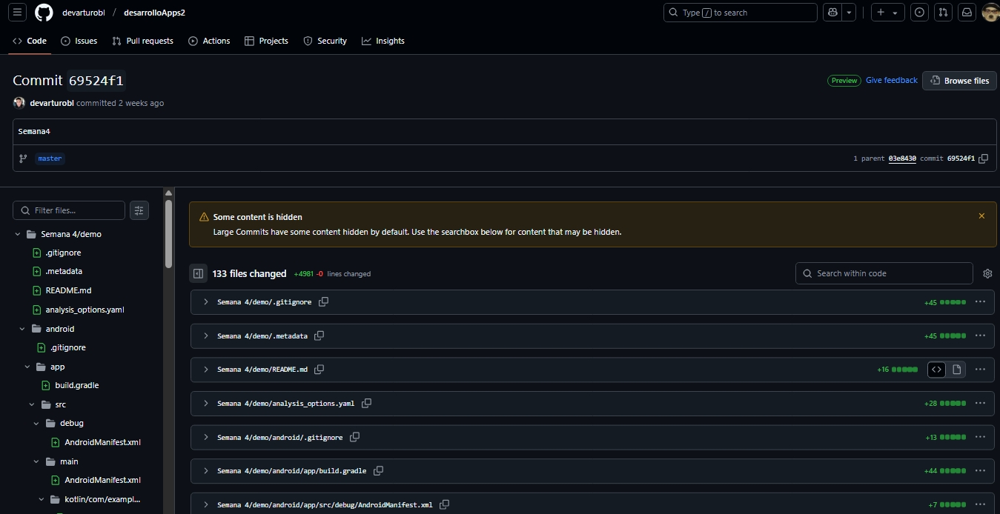 devarturobl / desarrolloApps2
Type / to search
Code
Issues
Pull requests
Actions
Projects
Security
Insights
Commit 69524f1
Preview
Give feedback
Browse files
devarturobl committed 2 weeks ago
Semana4
master
1 parent 03e8430 commit 69524f1
Filter files...
Semana 4/demo
.gitignore
.metadata
README.md
analysis_options.yaml
android
.gitignore
app
build.gradle
src
debug
AndroidManifest.xml
main
AndroidManifest.xml
kotlin/com/exampl...
Some content is hidden
Large Commits have some content hidden by default. Use the searchbox below for content that may be hidden.
133 files changed +4981 -0 lines changed
Search within code
Semana 4/demo/.gitignore +45
Semana 4/demo/.metadata +45
Semana 4/demo/README.md +16
Semana 4/demo/analysis_options.yaml +28
Semana 4/demo/android/.gitignore +13
Semana 4/demo/android/app/build.gradle +44
Semana 4/demo/android/app/src/debug/AndroidManifest.xml +7